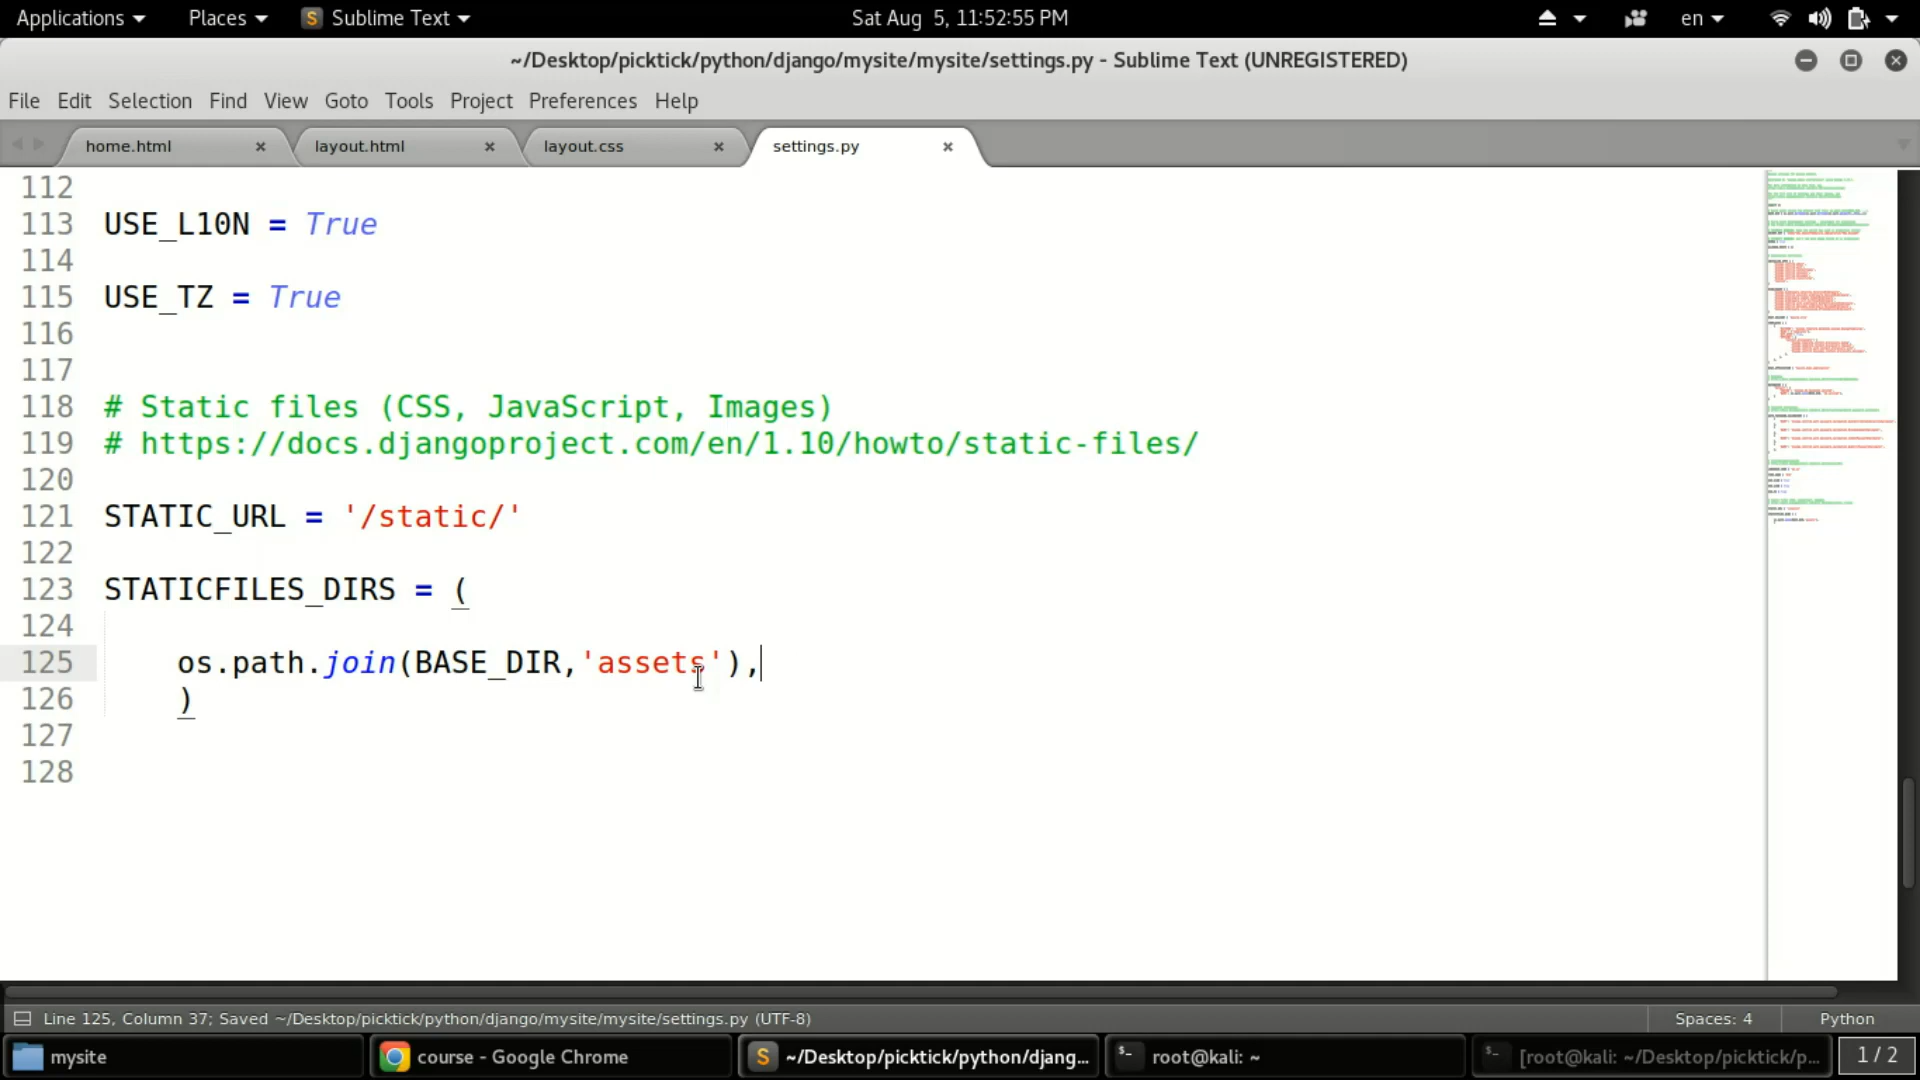 Applications Places Sublime Text Sat Aug 5, 11:52:55 PM en
~/Desktop/picktick/python/django/mysite/mysite/settings.py - Sublime Text (UNREGISTERED)
File Edit Selection Find View Goto Tools Project Preferences Help
home.html layout.html layout.css settings.py
112
113 USE_L10N = True
114
115 USE_TZ = True
116
117
118 # Static files (CSS, JavaScript, Images)
119 # https://docs.djangoproject.com/en/1.10/howto/static-files/
120
121 STATIC_URL = '/static/'
122
123 STATICFILES_DIRS = (
124
125 os.path.join(BASE_DIR,'assets'),
126 )
127
128
Line 125, Column 37; Saved ~/Desktop/picktick/python/django/mysite/mysite/settings.py (UTF-8) Spaces: 4 Python
mysite course - Google Chrome ~/Desktop/picktick/python/djang... root@kali: ~ [root@kali: ~/Desktop/picktick/p... 1 / 2